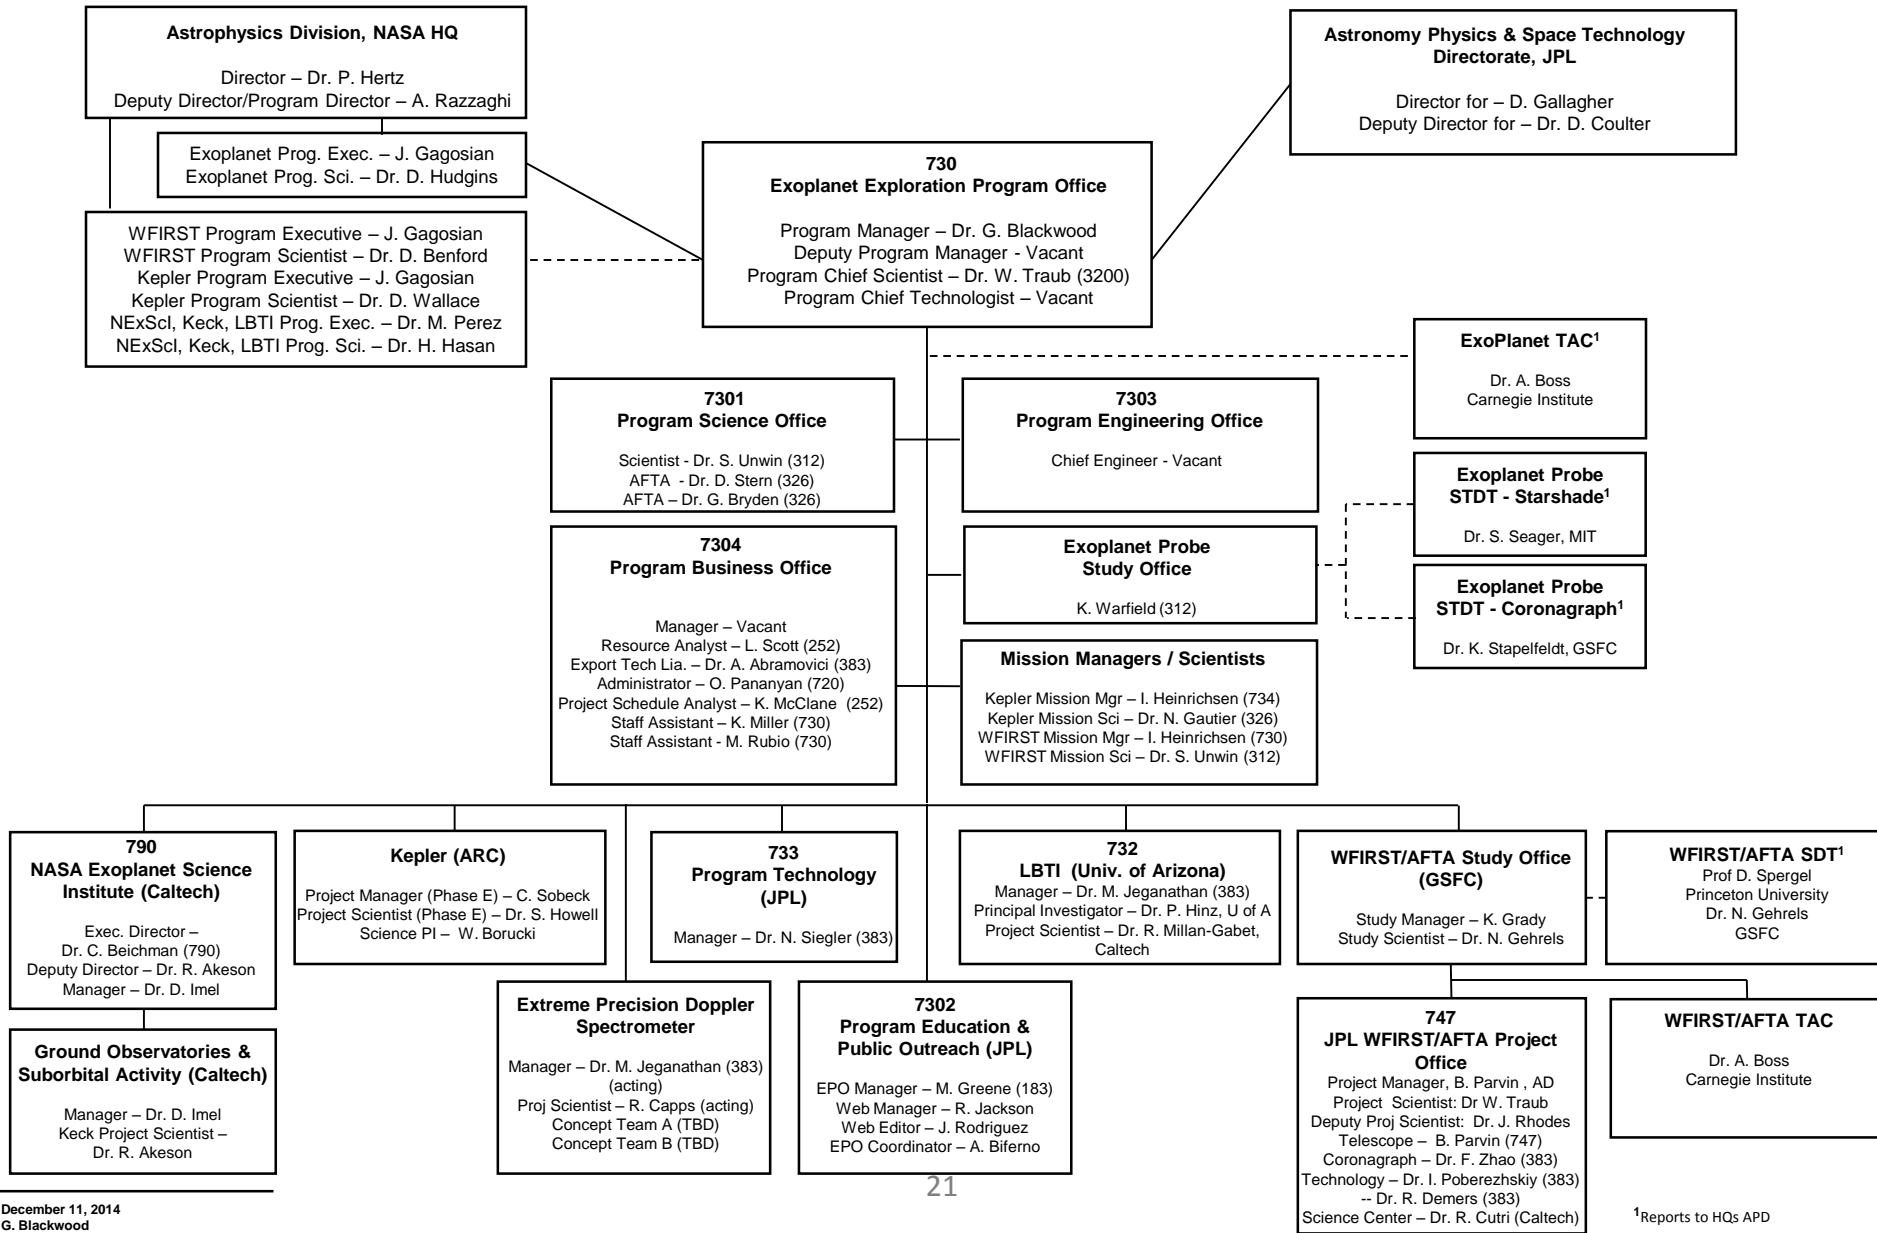 Astrophysics Division, NASA HQ
Director – Dr. P. Hertz
Deputy Director/Program Director – A. Razzaghi
Astronomy Physics & Space Technology
Directorate, JPL
Director for – D. Gallagher
Deputy Director for – Dr. D. Coulter
Exoplanet Prog. Exec. – J. Gagosian
Exoplanet Prog. Sci. – Dr. D. Hudgins
730
Exoplanet Exploration Program Office
Program Manager – Dr. G. Blackwood
Deputy Program Manager - Vacant
Program Chief Scientist – Dr. W. Traub (3200)
Program Chief Technologist – Vacant
WFIRST Program Executive – J. Gagosian
WFIRST Program Scientist – Dr. D. Benford
Kepler Program Executive – J. Gagosian
Kepler Program Scientist – Dr. D. Wallace
NExScI, Keck, LBTI Prog. Exec. – Dr. M. Perez
NExScI, Keck, LBTI Prog. Sci. – Dr. H. Hasan
ExoPlanet TAC1
Dr. A. Boss
Carnegie Institute
7301
Program Science Office
Scientist - Dr. S. Unwin (312)
AFTA - Dr. D. Stern (326)
AFTA – Dr. G. Bryden (326)
7303
Program Engineering Office
Chief Engineer - Vacant
Exoplanet Probe
STDT - Starshade1
Dr. S. Seager, MIT
7304
Program Business Office
Manager – Vacant
Resource Analyst – L. Scott (252)
Export Tech Lia. – Dr. A. Abramovici (383)
Administrator – O. Pananyan (720)
Project Schedule Analyst – K. McClane (252)
Staff Assistant – K. Miller (730)
Staff Assistant - M. Rubio (730)
Exoplanet Probe
Study Office
K. Warfield (312)
Exoplanet Probe
STDT - Coronagraph1
Dr. K. Stapelfeldt, GSFC
Mission Managers / Scientists
Kepler Mission Mgr – I. Heinrichsen (734)
Kepler Mission Sci – Dr. N. Gautier (326)
WFIRST Mission Mgr – I. Heinrichsen (730)
WFIRST Mission Sci – Dr. S. Unwin (312)
790
NASA Exoplanet Science
Institute (Caltech)
Exec. Director –
Dr. C. Beichman (790)
Deputy Director – Dr. R. Akeson
Manager – Dr. D. Imel
Kepler (ARC)
Project Manager (Phase E) – C. Sobeck
Project Scientist (Phase E) – Dr. S. Howell
Science PI – W. Borucki
733
Program Technology
(JPL)
Manager – Dr. N. Siegler (383)
732
LBTI (Univ. of Arizona)
Manager – Dr. M. Jeganathan (383)
Principal Investigator – Dr. P. Hinz, U of A
Project Scientist – Dr. R. Millan-Gabet,
Caltech
WFIRST/AFTA Study Office
(GSFC)
Study Manager – K. Grady
Study Scientist – Dr. N. Gehrels
WFIRST/AFTA SDT1
Prof D. Spergel
Princeton University
Dr. N. Gehrels
GSFC
Ground Observatories &
Suborbital Activity (Caltech)
Manager – Dr. D. Imel
Keck Project Scientist –
Dr. R. Akeson
Extreme Precision Doppler
Spectrometer
Manager – Dr. M. Jeganathan (383)
(acting)
Proj Scientist – R. Capps (acting)
Concept Team A (TBD)
Concept Team B (TBD)
7302
Program Education &
Public Outreach (JPL)
EPO Manager – M. Greene (183)
Web Manager – R. Jackson
Web Editor – J. Rodriguez
EPO Coordinator – A. Biferno
747
JPL WFIRST/AFTA Project
Office
Project Manager, B. Parvin , AD
Project Scientist: Dr W. Traub
Deputy Proj Scientist: Dr. J. Rhodes
Telescope – B. Parvin (747)
Coronagraph – Dr. F. Zhao (383)
Technology – Dr. I. Poberezhskiy (383)
-- Dr. R. Demers (383)
Science Center – Dr. R. Cutri (Caltech)
WFIRST/AFTA TAC
Dr. A. Boss
Carnegie Institute
21
December 11, 2014
G. Blackwood
1Reports to HQs APD